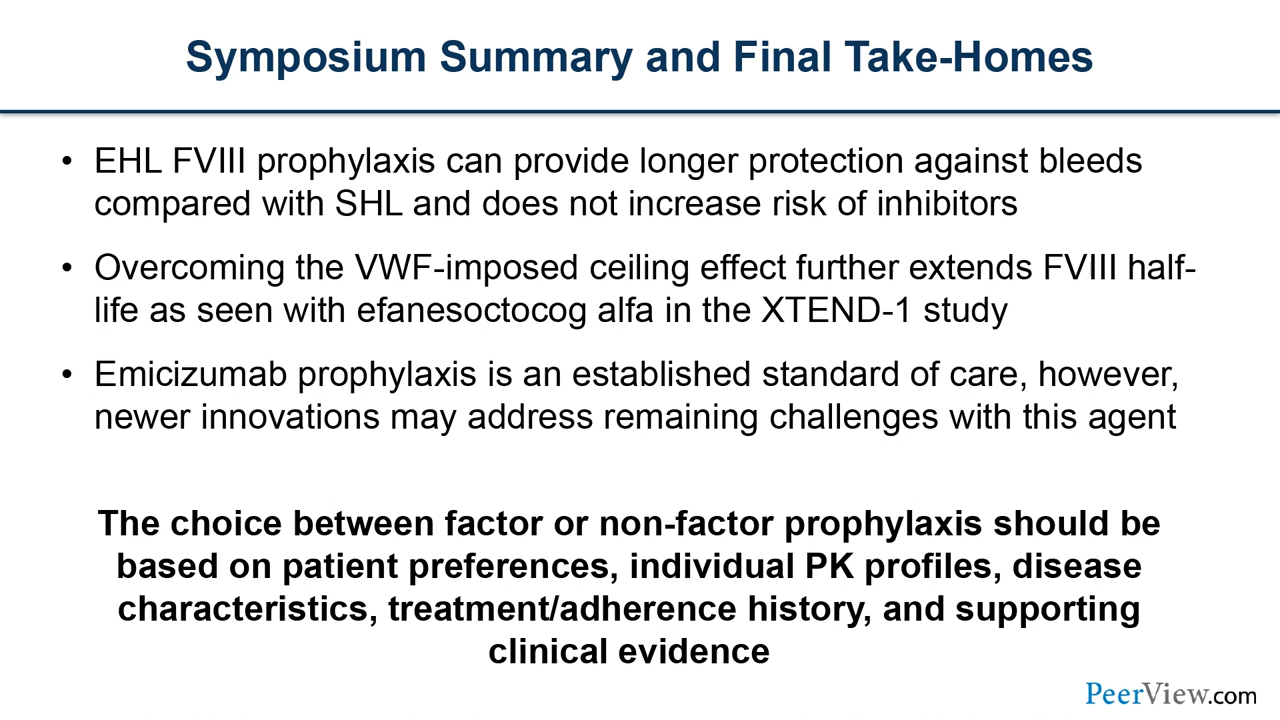 Symposium Summary and Final Take-Homes
• EHL FVIII prophylaxis can provide longer protection against bleeds
compared with SHL and does not increase risk of inhibitors
• Overcoming the VWF-imposed ceiling effect further extends FVIII half-
life as seen with efanesoctocog alfa in the XTEND-1 study
• Emicizumab prophylaxis is an established standard of care, however,
newer innovations may address remaining challenges with this agent
The choice between factor or non-factor prophylaxis should be
based on patient preferences, individual PK profiles, disease
characteristics, treatment/adherence history, and supporting
clinical evidence
PeerView.com